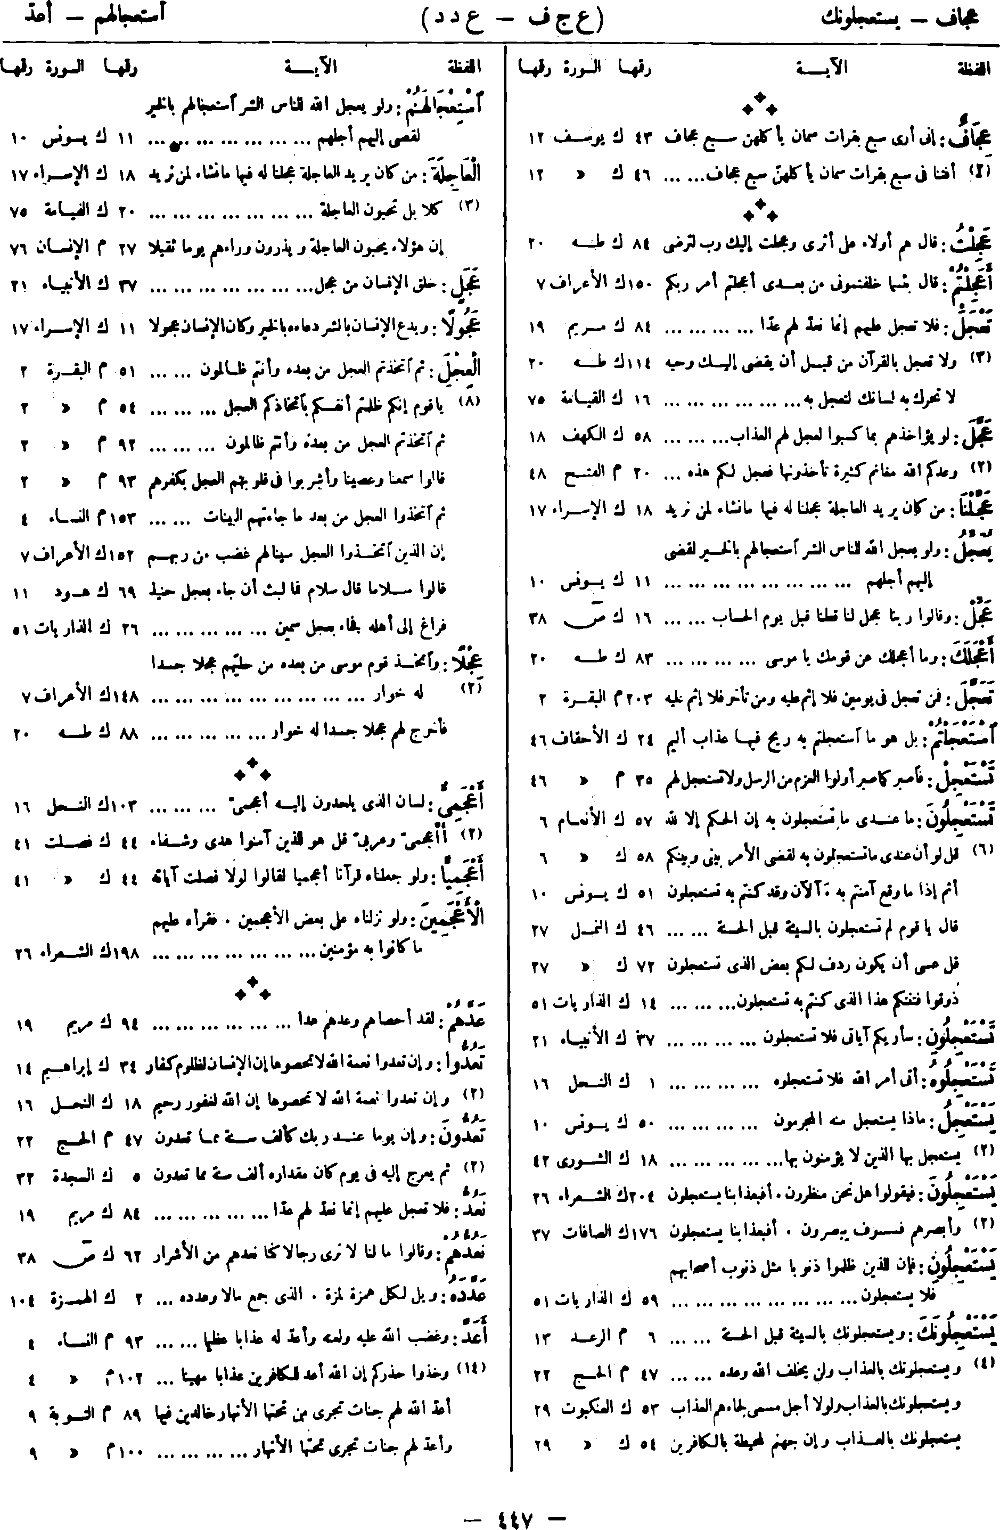 عجاف — يستعجلونك
(ع ج ف — ع د د)
أستعجالهم — أعدّ
اللفظة الآيــة رقمها السورة رقمها
عِجَافٌ : إنى أرى سبع بقرات سمان يأكلهن سبع عجاف ٤٣ ك يوسف ١٢
(٢) أفتنا فى سبع بقرات سمان يأكلهنّ سبع عجاف... ... ٤٦ ك » ١٢
عَجِلْتُ : قال هم أولاء على أثرى وعجلت إليك رب لترضى ٨٤ ك طــه ٢٠
أَعَجِلْتُمْ : قال بئسما خلفتمونى من بعدى أعجلتم أمر ربكم ١٥٠ ك الأعراف ٧
تَعْجَلْ : فلا تعجل عليهم إنما نعدّ لهم عدّا ... ... ... ٨٤ ك مريم ١٩
(٣) ولا تعجل بالقرآن من قبل أن يقضى إليك وحيه ١١٤ ك طــه ٢٠
لا تحرك به لسانك لتعجل به... ... ... ... ... ١٦ ك القيامة ٧٥
عَجَّلَ : لو يؤاخذهم بما كسبوا لعجل لهم العذاب... ... ... ٥٨ ك الكهف ١٨
(٢) وعدكم الله مغانم كثيرة تأخذونها فعجل لكم هذه ... ٢٠ م الفتح ٤٨
عَجَّلْنَا : من كان يريد العاجلة عجلنا له فيها مانشاء لمن نريد ١٨ ك الإسراء ١٧
يُعَجِّلُ : ولو يعجل الله للناس الشر أستعجالهم بالخير لقضى
إليهم أجلهم ... ... ... ... ... ... ... ... ١١ ك يونس ١٠
عَجِّلْ : وقالوا ربنا عجل لنا قطنا قبل يوم الحساب ... ... ١٦ ك صۤ ٣٨
أَعْجَلَكَ : وما أعجلك عن قومك يا موسى ... ... ... ... ٨٣ ك طــه ٢٠
تَعَجَّلَ : فمن تعجل فى يومين فلا إثم عليه ومن تأخر فلا إثم عليه ٢٠٣ م البقرة ٢
ٱسْتَعْجَلْتُمْ : بل هو ما أستعجلتم به ريح فيها عذاب أليم ٢٤ ك الأحقاف ٤٦
تَسْتَعْجِلْ : فأصبر كما صبر أولوا العزم من الرسل ولا تستعجل لهم ٣٥ م » ٤٦
تَسْتَعْجِلُونَ : ما عندى ما تستعجلون به إن الحكم إلا لله ٥٧ ك الأنعام ٦
(٦) قل لو أن عندى ما تستعجلون به لقضى الأمر بينى وبينكم ٥٨ ك » ٦
أثم إذا ما وقع آمنتم به ءآلآن وقد كنتم به تستعجلون ٥١ ك يونس ١٠
قال يا قوم لم تستعجلون بالسيئة قبل الحسنة ... ... ٤٦ ك النمل ٢٧
قل عسى أن يكون ردف لكم بعض الذى تستعجلون ٧٢ ك » ٢٧
ذوقوا فتنتكم هذا الذى كنتم به تستعجلون... ... ... ١٤ ك الذاريات ٥١
تَسْتَعْجِلُونِ : سأريكم آياتى فلا تستعجلون ... ... ... ... ٣٧ ك الأنبياء ٢١
تَسْتَعْجِلُوهُ : أتى أمر الله فلا تستعجلوه ... ... ... ... ١ ك النحل ١٦
يَسْتَعْجِلُ : ماذا يستعجل منه المجرمون ... ... ... ... ٥٠ ك يونس ١٠
(٢) يستعجل بها الذين لا يؤمنون بها... ... ... ... ١٨ ك الشورى ٤٢
يَسْتَعْجِلُونَ : فيقولوا هل نحن منظرون ٠ أفبعذابنا يستعجلون ٢٠٤ ك الشعراء ٢٦
(٢) وأبصرهم فسوف يبصرون ٠ أفبعذابنا يستعجلون ١٧٦ ك الصافات ٣٧
يَسْتَعْجِلُونِ : فإن للذين ظلموا ذنوبا مثل ذنوب أصحابهم
فلا يستعجلون... ... ... ... ... ... ... ... ٥٩ ك الذاريات ٥١
يَسْتَعْجِلُونَكَ : ويستعجلونك بالسيئة قبل الحسنة ... ... ٦ م الرعد ١٣
(٤) ويستعجلونك بالعذاب ولن يخلف الله وعده ... ... ٤٧ م الحج ٢٢
ويستعجلونك بالعذاب ولولا أجل مسمى لجاءهم العذاب ٥٣ ك العنكبوت ٢٩
يستعجلونك بالعذاب وإن جهنم لمحيطة بالكافرين ٥٤ ك » ٢٩
اللفظة الآيــة رقمها السورة رقمها
ٱسْتِعْجَالَهُمْ : ولو يعجل الله للناس الشر أستعجالهم بالخير
لقضى إليهم أجلهم ... ... ... ... ... ... ١١ ك يونس ١٠
الْعَاجِلَةَ : من كان يريد العاجلة عجلنا له فيها مانشاء لمن نريد ١٨ ك الإسراء ١٧
(٣) كلا بل تحبون العاجلة ... ... ... ... ... ... ٢٠ ك القيامة ٧٥
إن هؤلاء يحبون العاجلة ويذرون وراءهم يوما ثقيلا ٢٧ م الإنسان ٧٦
عَجَلٍ : خلق الإنسان من عجل... ... ... ... ... ... ٣٧ ك الأنبياء ٢١
عَجُولًا : ويدع الإنسان بالشر دعاءه بالخير وكان الإنسان عجولا ١١ ك الإسراء ١٧
الْعِجْلَ : ثم أتخذتم العجل من بعده وأنتم ظالمون ... ... ٥١ م البقرة ٢
(٨) يا قوم إنكم ظلمتم أنفسكم بأتخاذكم العجل ... ... ... ٥٤ م » ٢
ثم أتخذتم العجل من بعده وأنتم ظالمون ... ... ... ٩٢ م » ٢
قالوا سمعنا وعصينا وأشربوا فى قلوبهم العجل بكفرهم ٩٣ م » ٢
ثم أتخذوا العجل من بعد ما جاءتهم البينات ... ... ١٥٣ م النساء ٤
إن الذين أتخذوا العجل سينالهم غضب من ربهم ١٥٢ ك الأعراف ٧
قالوا سلاما قال سلام فما لبث أن جاء بعجل حنيذ ٦٩ ك هود ١١
فراغ إلى أهله فجاء بعجل سمين ... ... ... ... ٢٦ ك الذاريات ٥١
عِجْلًا : وأتخذ قوم موسى من بعده من حليّهم عجلا جسدا
(٢) له خوار ... ... ... ... ... ... ... ... ١٤٨ ك الأعراف ٧
فأخرج لهم عجلا جسدا له خوار ... ... ... ... ٨٨ ك طــه ٢٠
أَعْجَمِىٌّ : لسان الذى يلحدون إليه أعجمىّ ... ... ... ١٠٣ ك النحل ١٦
(٢) أأعجمىّ وعربىّ قل هو للذين آمنوا هدى وشفاء ٤٤ ك فصلت ٤١
أَعْجَمِيًّا : ولو جعلناه قرآنا أعجميا لقالوا لولا فصلت آياته ٤٤ ك » ٤١
الْأَعْجَمِينَ : ولو نزلناه على بعض الأعجمين ٠ فقرأه عليهم
ما كانوا به مؤمنين... ... ... ... ... ... ... ١٩٨ ك الشعراء ٢٦
عَدَّهُمْ : لقد أحصاهم وعدهم عدا ... ... ... ... ... ٩٤ ك مريم ١٩
تَعُدُّوا : وإن تعدوا نعمة الله لا تحصوها إن الإنسان لظلوم كفار ٣٤ ك إبراهيم ١٤
(٢) وإن تعدوا نعمة الله لا تحصوها إن الله لغفور رحيم ١٨ ك النحل ١٦
تَعُدُّونَ : وإن يوما عند ربك كألف سنة مما تعدون ٤٧ م الحج ٢٢
(٢) ثم يعرج إليه فى يوم كان مقداره ألف سنة مما تعدون ٥ ك السجدة ٣٢
نَعُدُّ : فلا تعجل عليهم إنما نعدّ لهم عدّا ... ... ... ... ٨٤ ك مريم ١٩
نَعُدُّهُمْ : وقالوا ما لنا لا نرى رجالا كنا نعدهم من الأشرار ٦٢ ك صۤ ٣٨
عَدَّدَهُ : ويل لكل همزة لمزة ٠ الذى جمع مالا وعدده ... ٢ ك الهمزة ١٠٤
أَعَدَّ : وغضب الله عليه ولعنه وأعد له عذابا عظيما... ... ٩٣ م النساء ٤
(١٤) وخذوا حذركم إن الله أعد للكافرين عذابا مهينا ... ١٠٢ م » ٤
أعد الله لهم جنات تجرى من تحتها الأنهار خالدين فيها ٨٩ م التوبة ٩
وأعدّ لهم جنات تجرى تحتها الأنهار... ... ... ... ١٠٠ م » ٩
— ٤٤٧ —